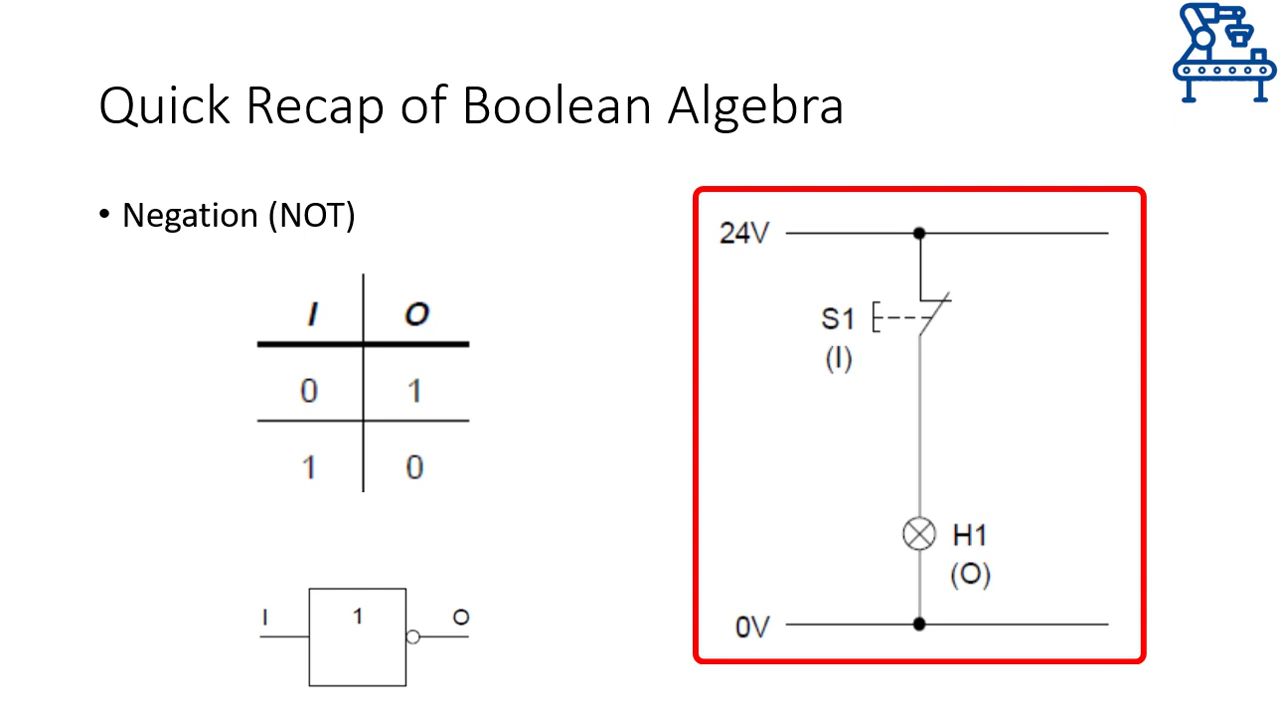 Quick Recap of Boolean Algebra
• Negation (NOT)
I O
0 1
1 0
I 1 O
24V
S1
(I)
H1
(O)
0V